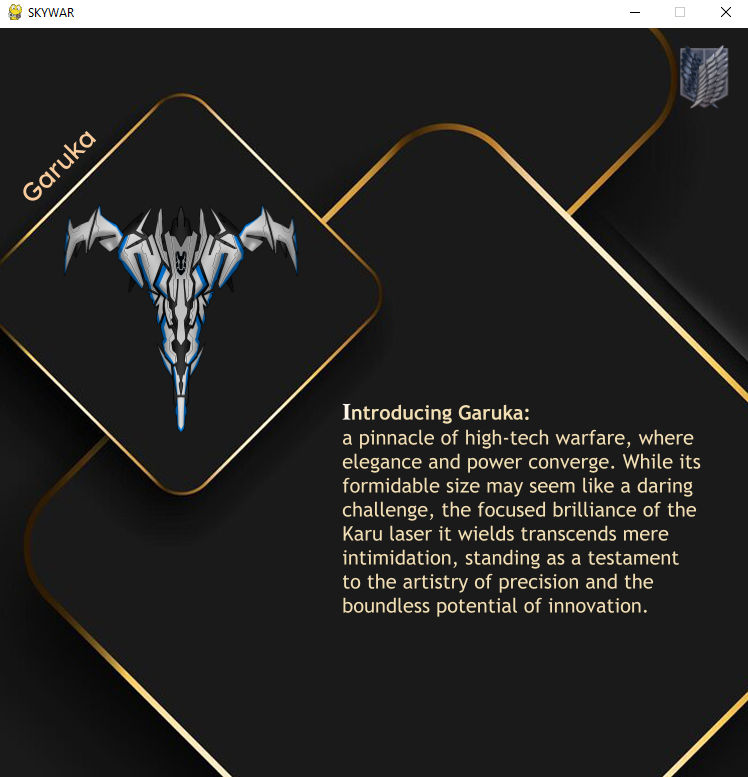 SKYWAR
Garuka
Introducing Garuka:
a pinnacle of high-tech warfare, where
elegance and power converge. While its
formidable size may seem like a daring
challenge, the focused brilliance of the
Karu laser it wields transcends mere
intimidation, standing as a testament
to the artistry of precision and the
boundless potential of innovation.